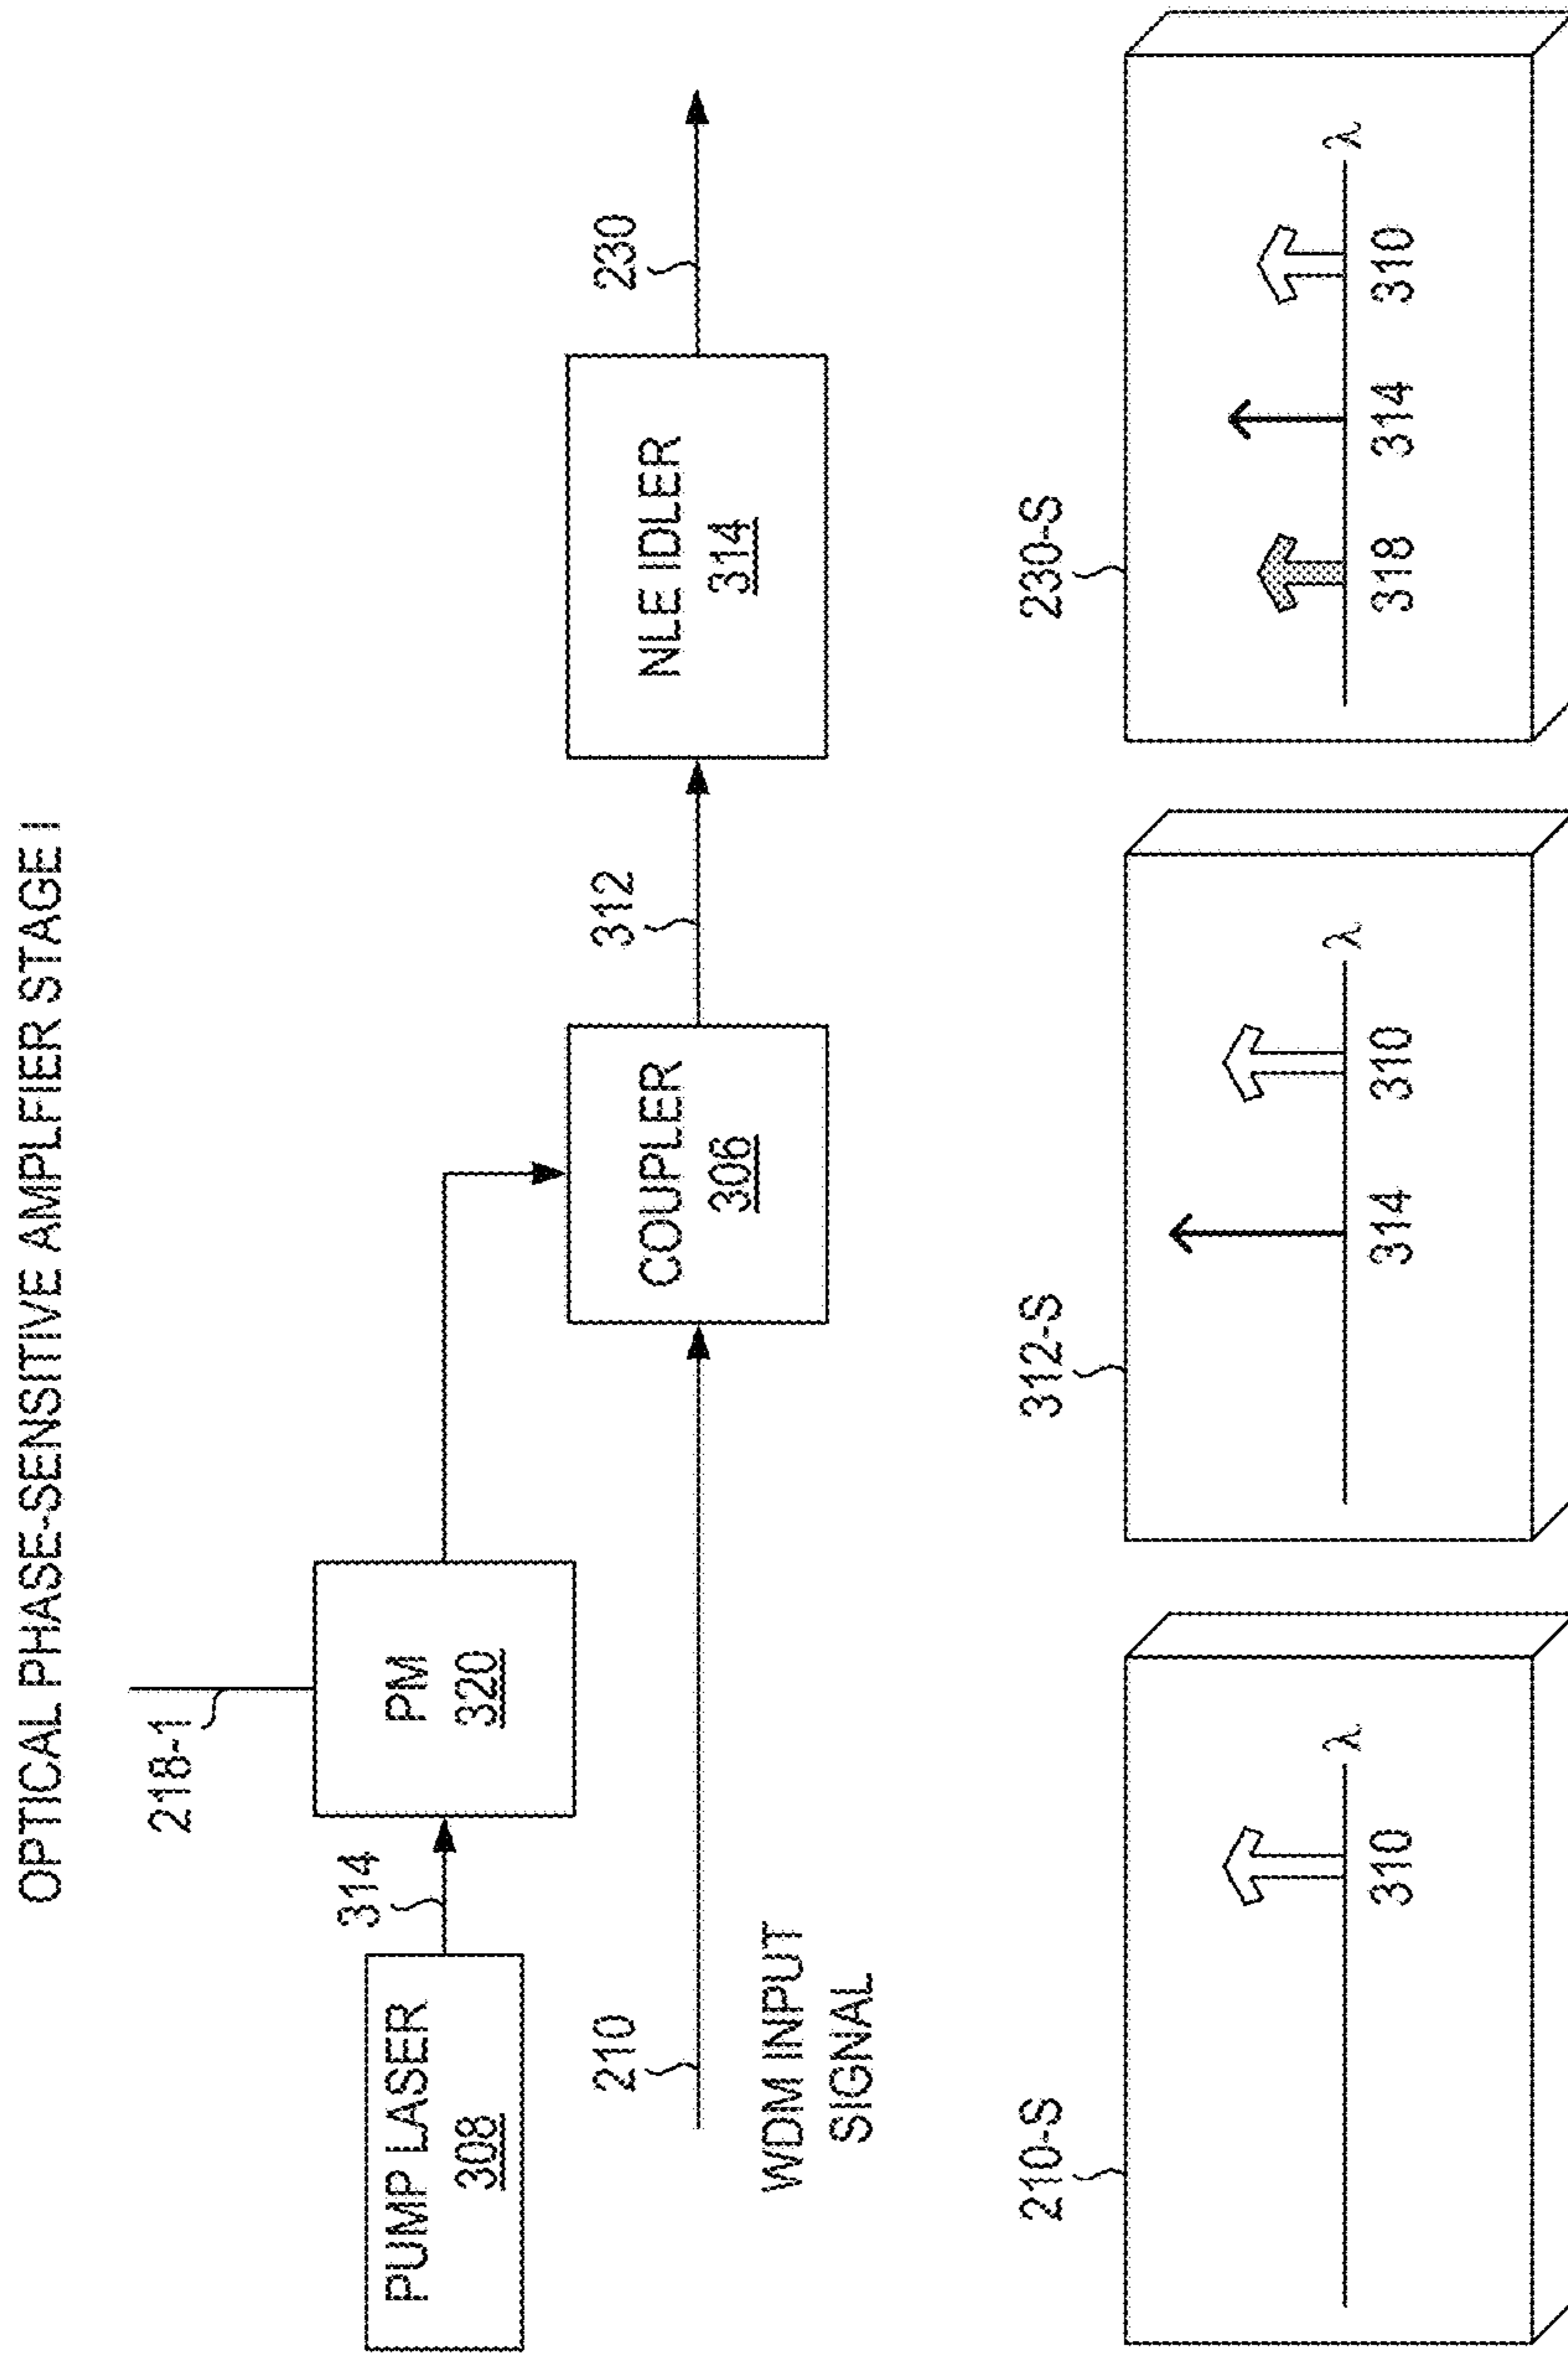 OPTICAL PHASE-SENSITIVE AMPLFIER STAGE I
218-1
PUMP LASER
308
314
PM
320
210
WDM INPUT
SIGNAL
COUPLER
306
312
NLE IDLER
314
230
210-S
λ
310
312-S
λ
314
310
230-S
λ
318
314
310